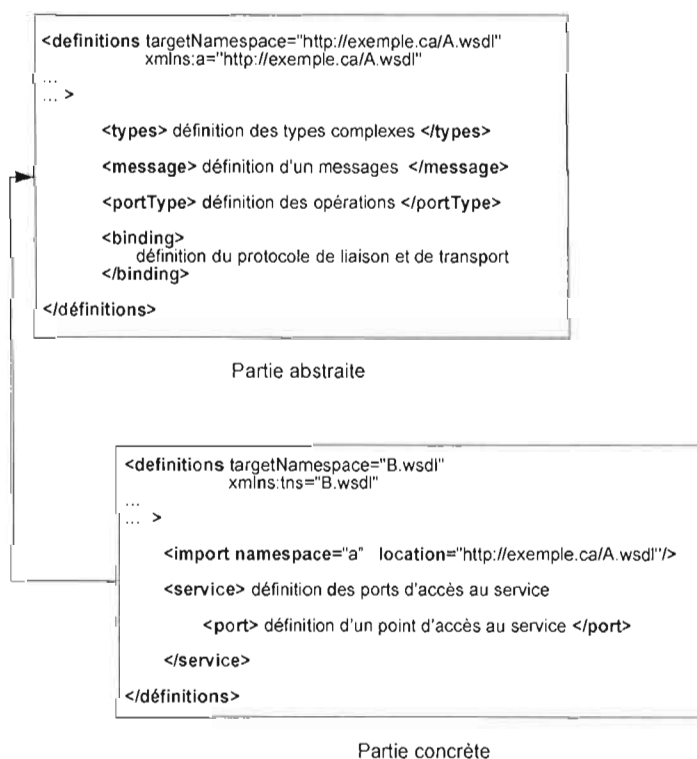 <definitions targetNamespace="http://exemple.ca/A.wsdl"
xmlns:a="http://exemple.ca/A.wsdl"
...
... >
<types> définition des types complexes </types>
<message> définition d'un messages </message>
<portType> définition des opérations </portType>
<binding>
définition du protocole de liaison et de transport
</binding>
</définitions>
Partie abstraite
<definitions targetNamespace="B.wsdl"
xmlns:tns="B.wsdl"
...
... >
<import namespace="a" location="http://exemple.ca/A.wsdl"/>
<service> définition des ports d'accès au service
<port> définition d'un point d'accès au service </port>
</service>
</définitions>
Partie concrète